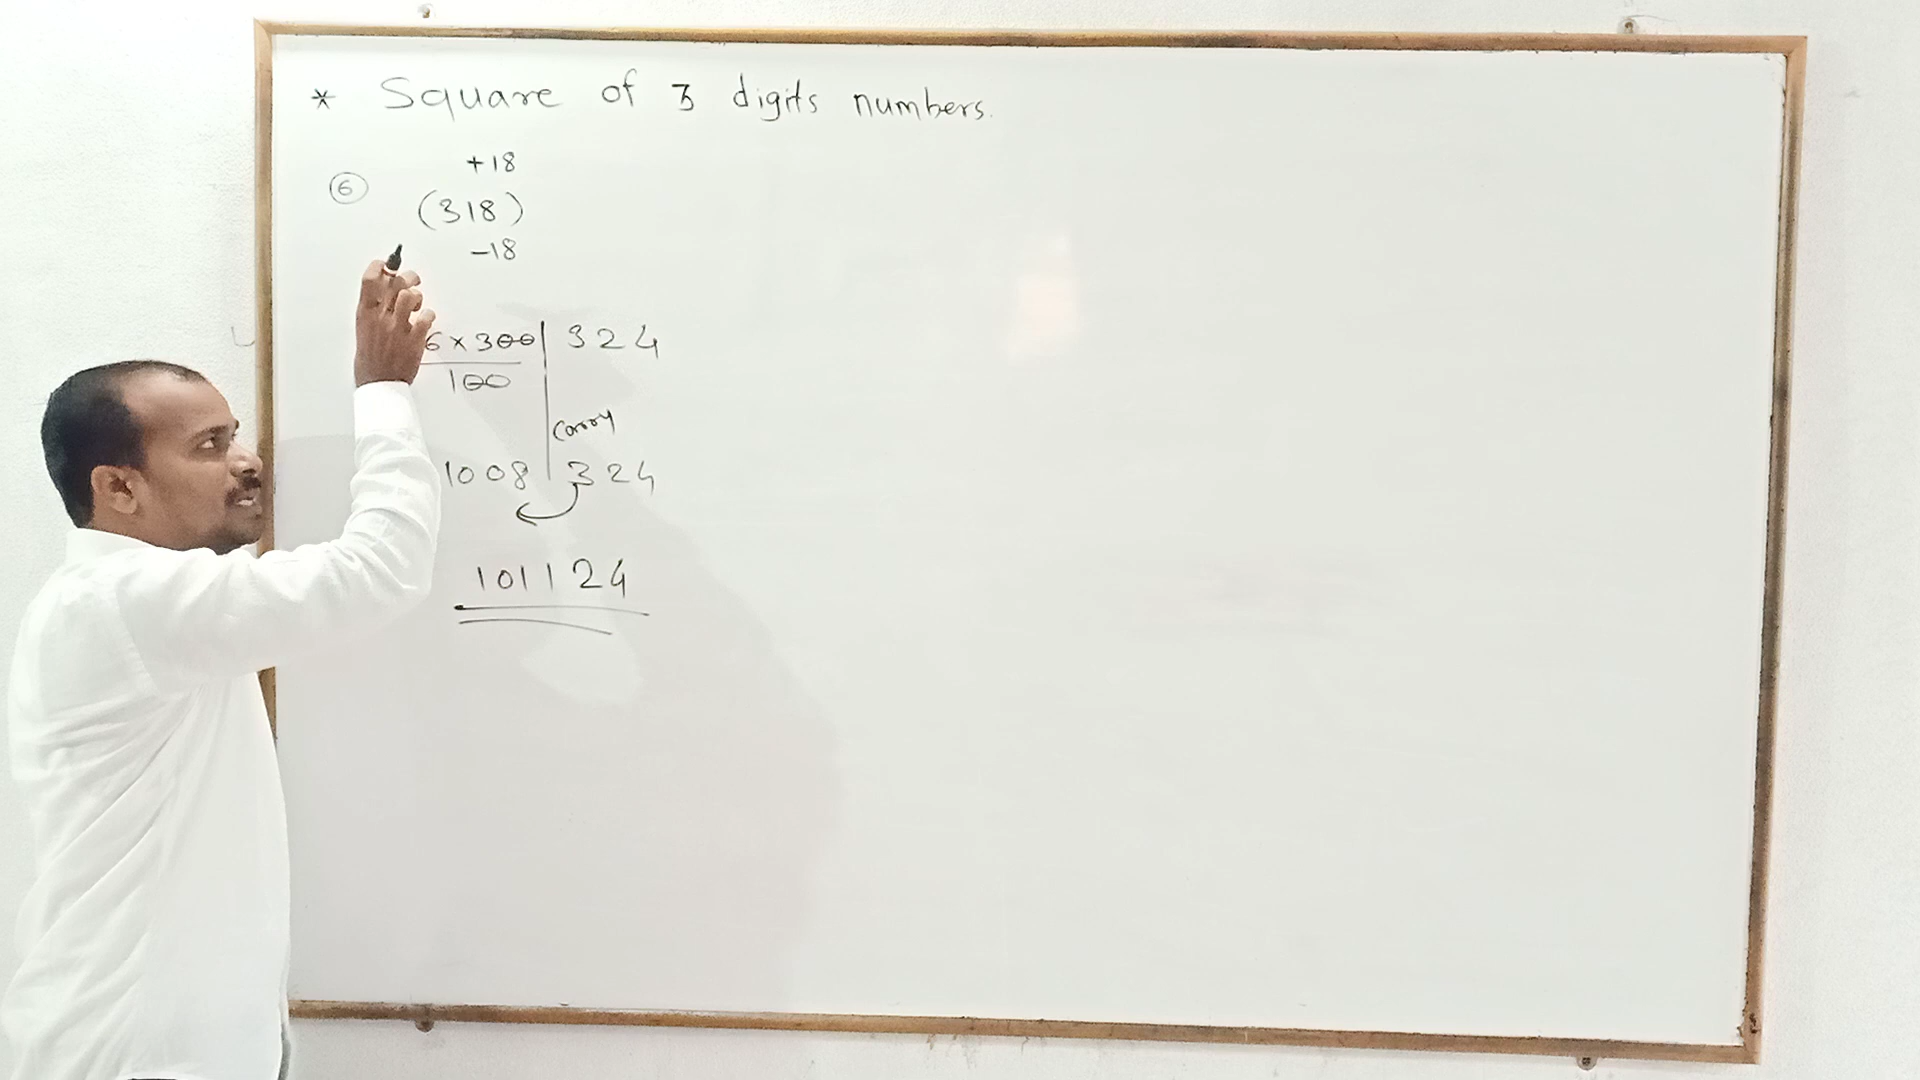 * Square of 3 digits numbers.
+18
6 (318)
-18
6 x 300 | 324
100
carry
1008 | 324
101124